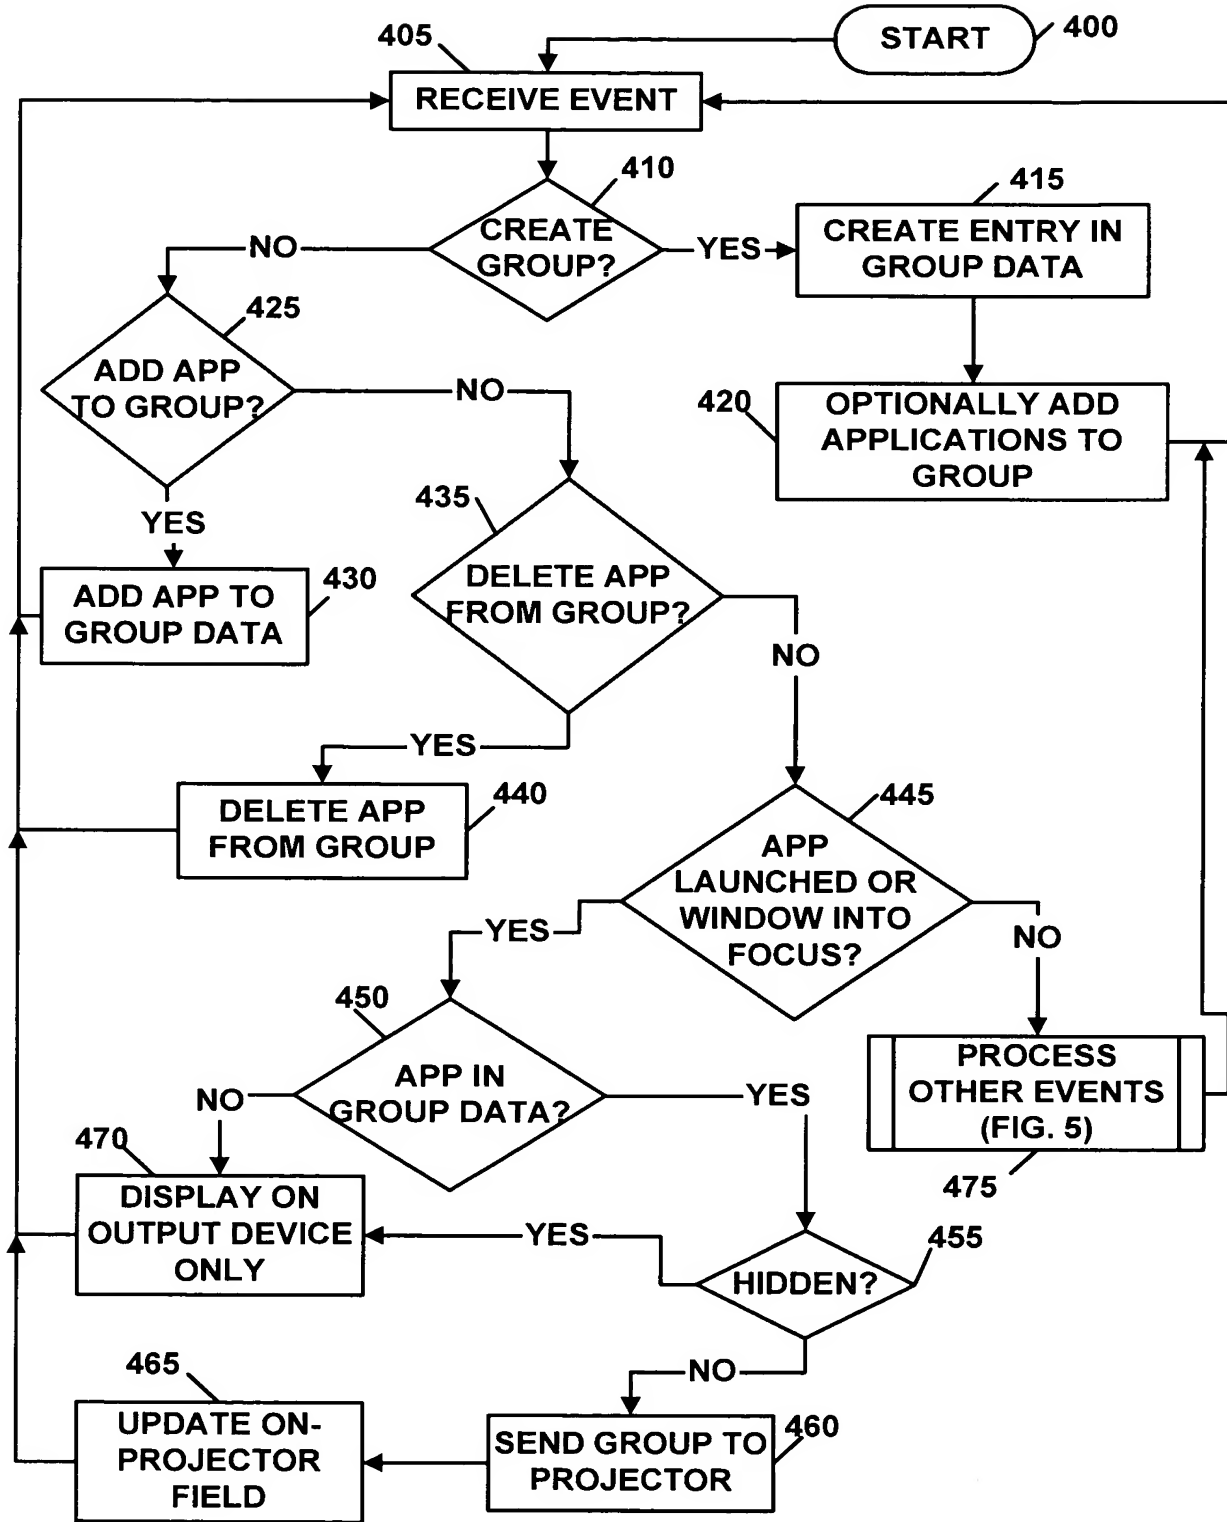 START
400
405
RECEIVE EVENT
410
CREATE
GROUP?
NO
YES
415
CREATE ENTRY IN
GROUP DATA
425
ADD APP
TO GROUP?
NO
420
OPTIONALLY ADD
APPLICATIONS TO
GROUP
YES
435
DELETE APP
FROM GROUP?
430
ADD APP TO
GROUP DATA
NO
YES
440
DELETE APP
FROM GROUP
445
APP
LAUNCHED OR
WINDOW INTO
FOCUS?
YES
NO
450
APP IN
GROUP DATA?
NO
YES
PROCESS
OTHER EVENTS
(FIG. 5)
475
470
DISPLAY ON
OUTPUT DEVICE
ONLY
YES
455
HIDDEN?
NO
465
UPDATE ON-
PROJECTOR
FIELD
460
SEND GROUP TO
PROJECTOR